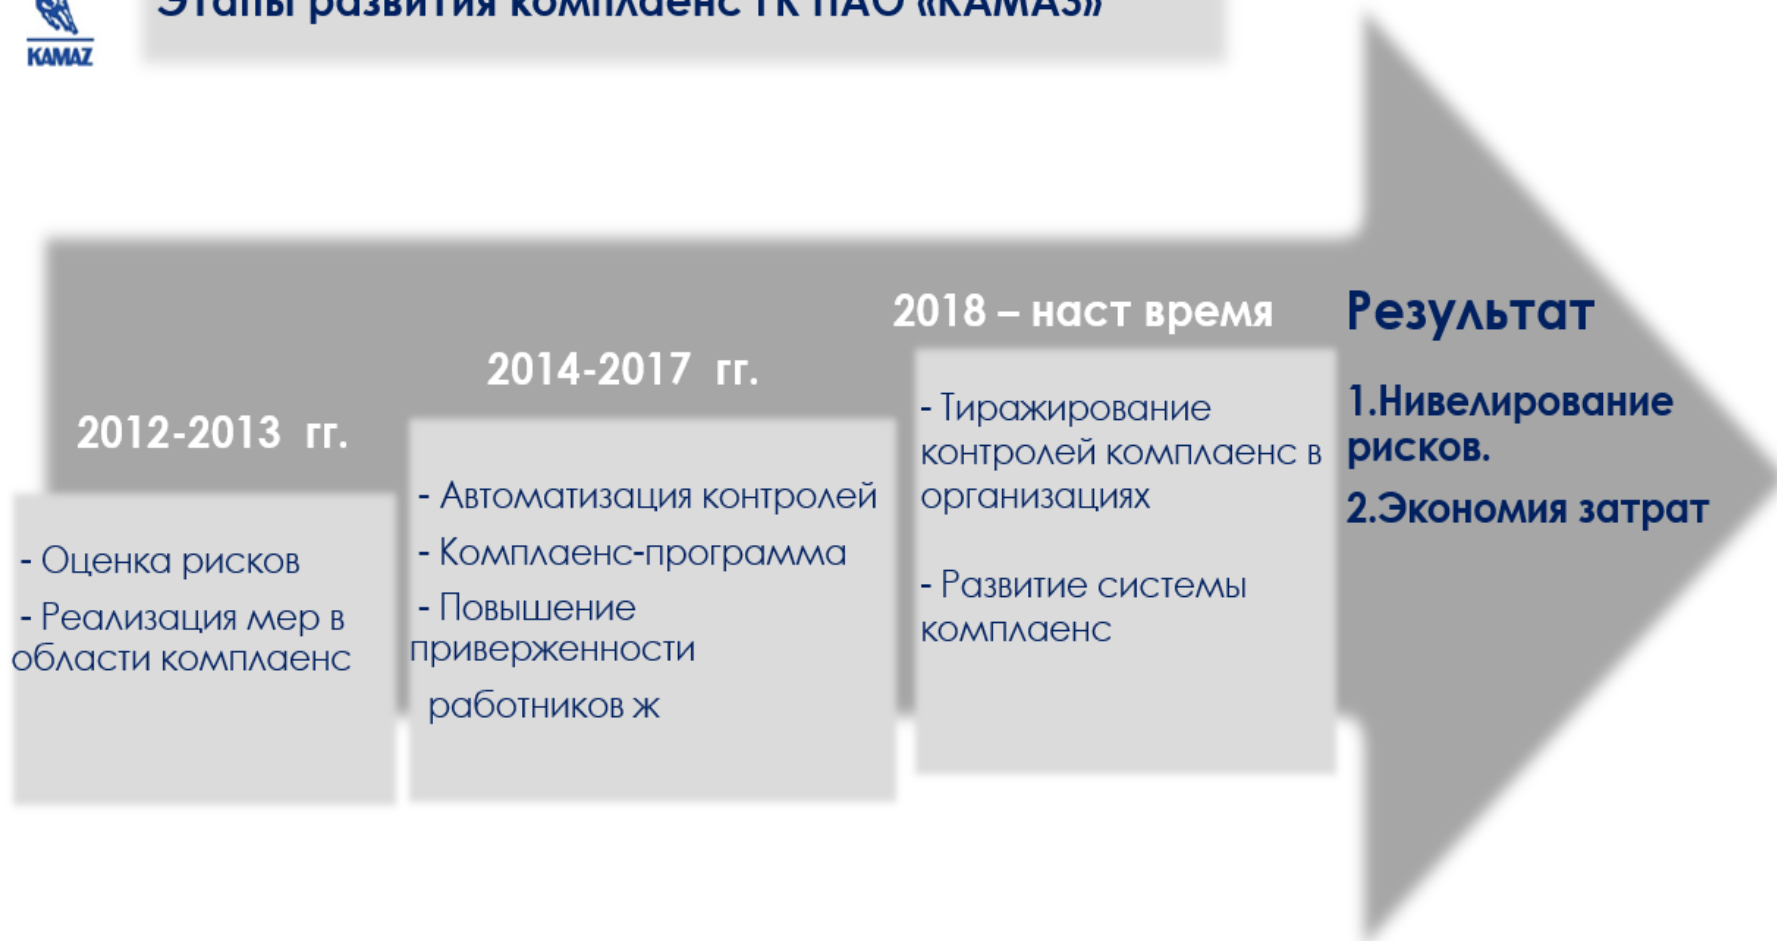 Этапы развития комплаенс ГК ПАО «КАМАЗ»
KAMAZ
2012-2013 гг.
- Оценка рисков
- Реализация мер в
области комплаенс
2014-2017 гг.
- Автоматизация контролей
- Комплаенс-программа
- Повышение
приверженности
работников ж
2018 – наст время
- Тиражирование
контролей комплаенс в
организациях
- Развитие системы
комплаенс
Результат
1.Нивелирование
рисков.
2.Экономия затрат